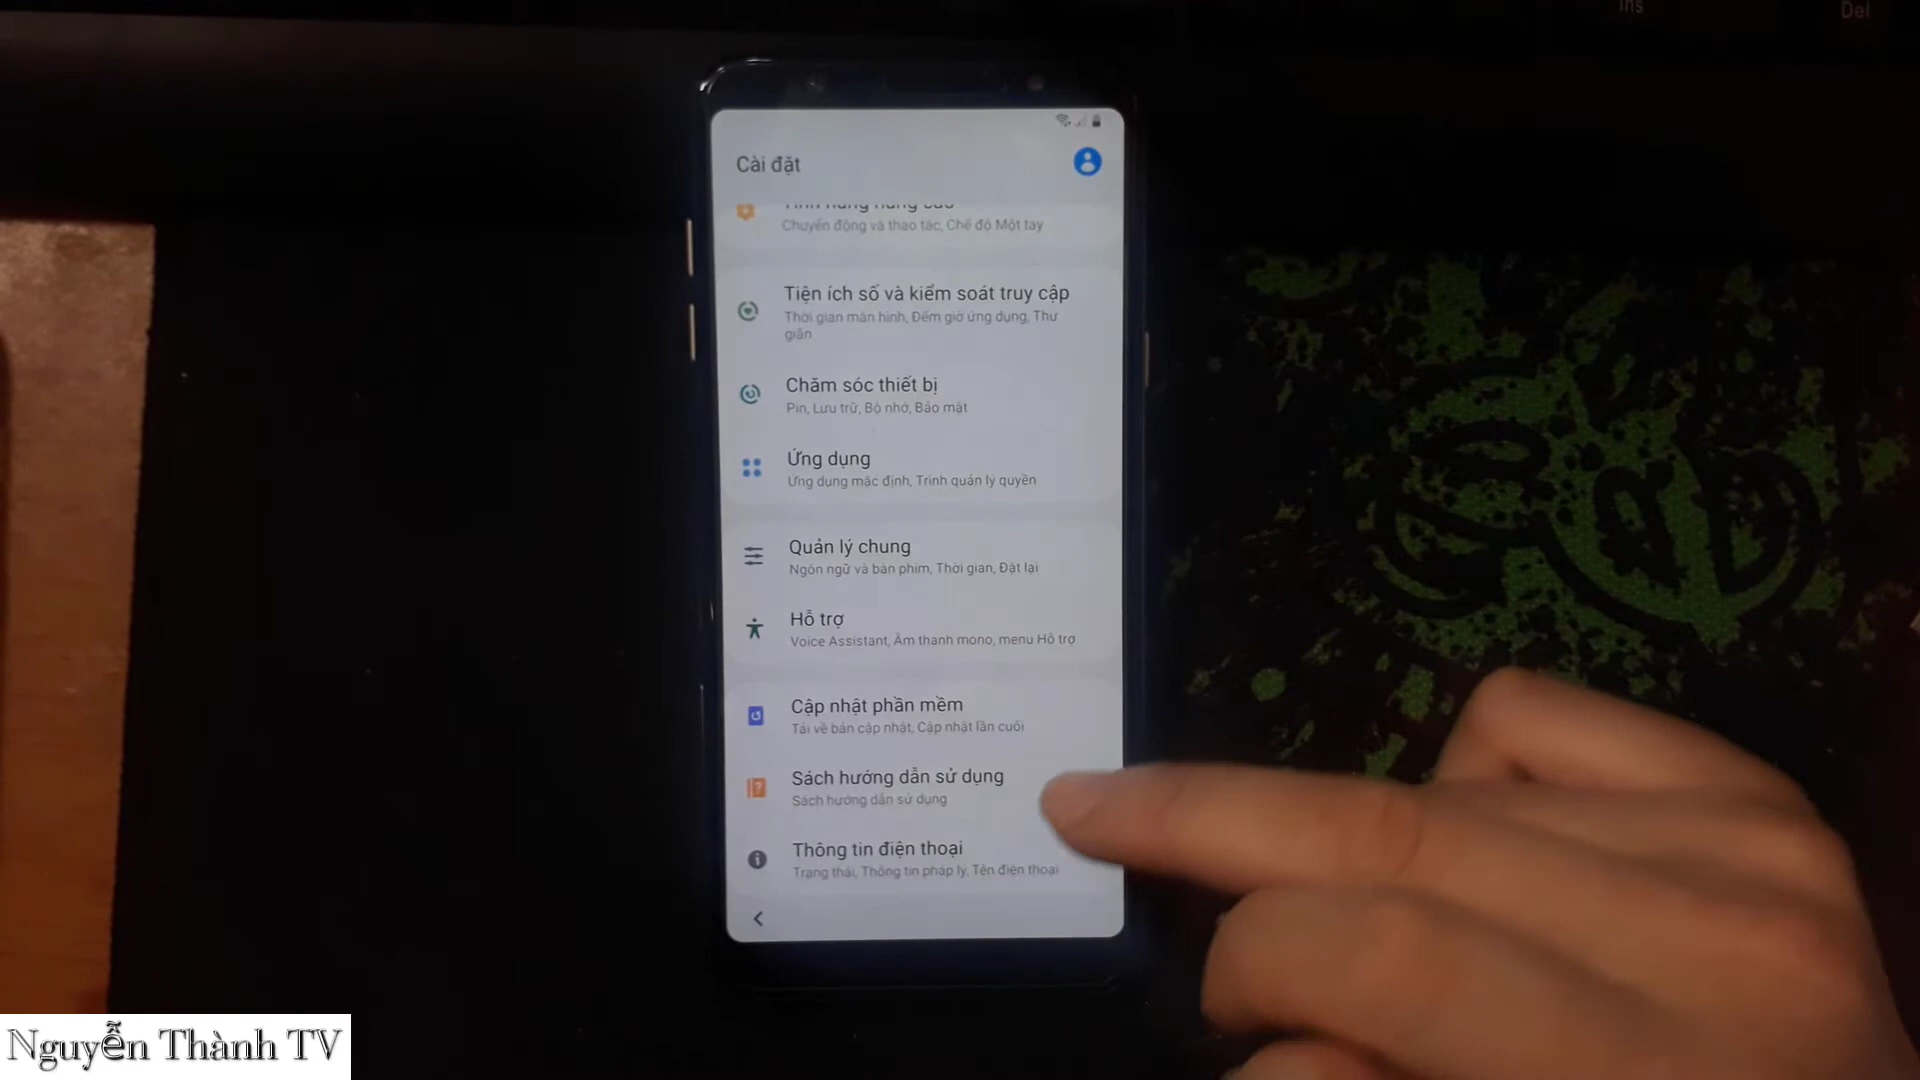 Ins
Del
Cài đặt
Chuyển động và thao tác, Chế độ Một tay
Tiện ích số và kiểm soát truy cập
Thời gian màn hình, Đếm giờ ứng dụng, Thư
giãn
Chăm sóc thiết bị
Pin, Lưu trữ, Bộ nhớ, Bảo mật
Ứng dụng
Ứng dụng mặc định, Trình quản lý quyền
Quản lý chung
Ngôn ngữ và bàn phím, Thời gian, Đặt lại
Hỗ trợ
Voice Assistant, Âm thanh mono, menu Hỗ trợ
Cập nhật phần mềm
Tải về bản cập nhật, Cập nhật lần cuối
Sách hướng dẫn sử dụng
Sách hướng dẫn sử dụng
Thông tin điện thoại
Trạng thái, Thông tin pháp lý, Tên điện thoại
Nguyễn Thành TV